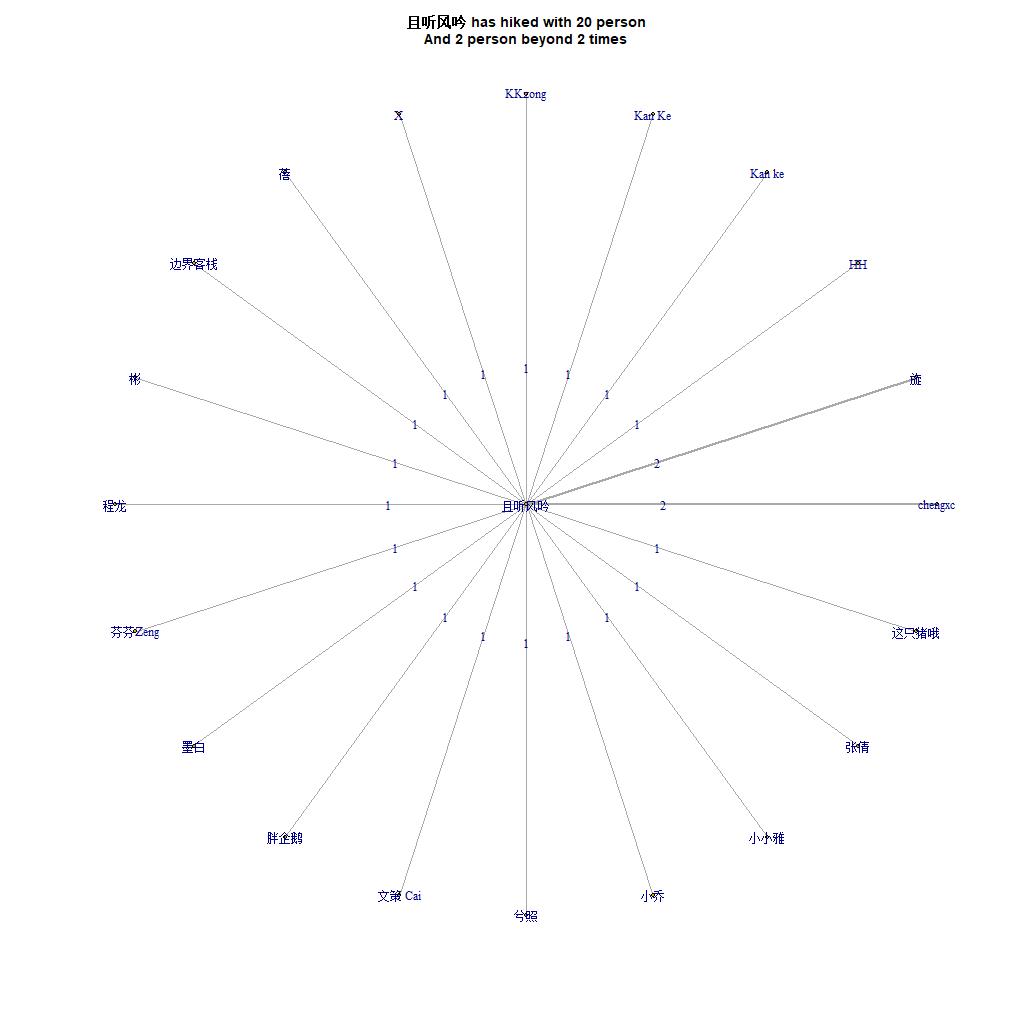 且听风吟 has hiked with 20 person
And 2 person beyond 2 times
KKzong
X
Kan Ke
蓓
Kan ke
边界客栈
HH
1
1
1
彬
旎
1
1
1
1
1
2
程龙
1
且听风吟
2
chengxc
1
1
1
1
芬芬Zeng
这只猪哦
1
1
1
1
1
墨白
张倩
胖企鹅
小小雅
文策 Cai
小乔
兮照